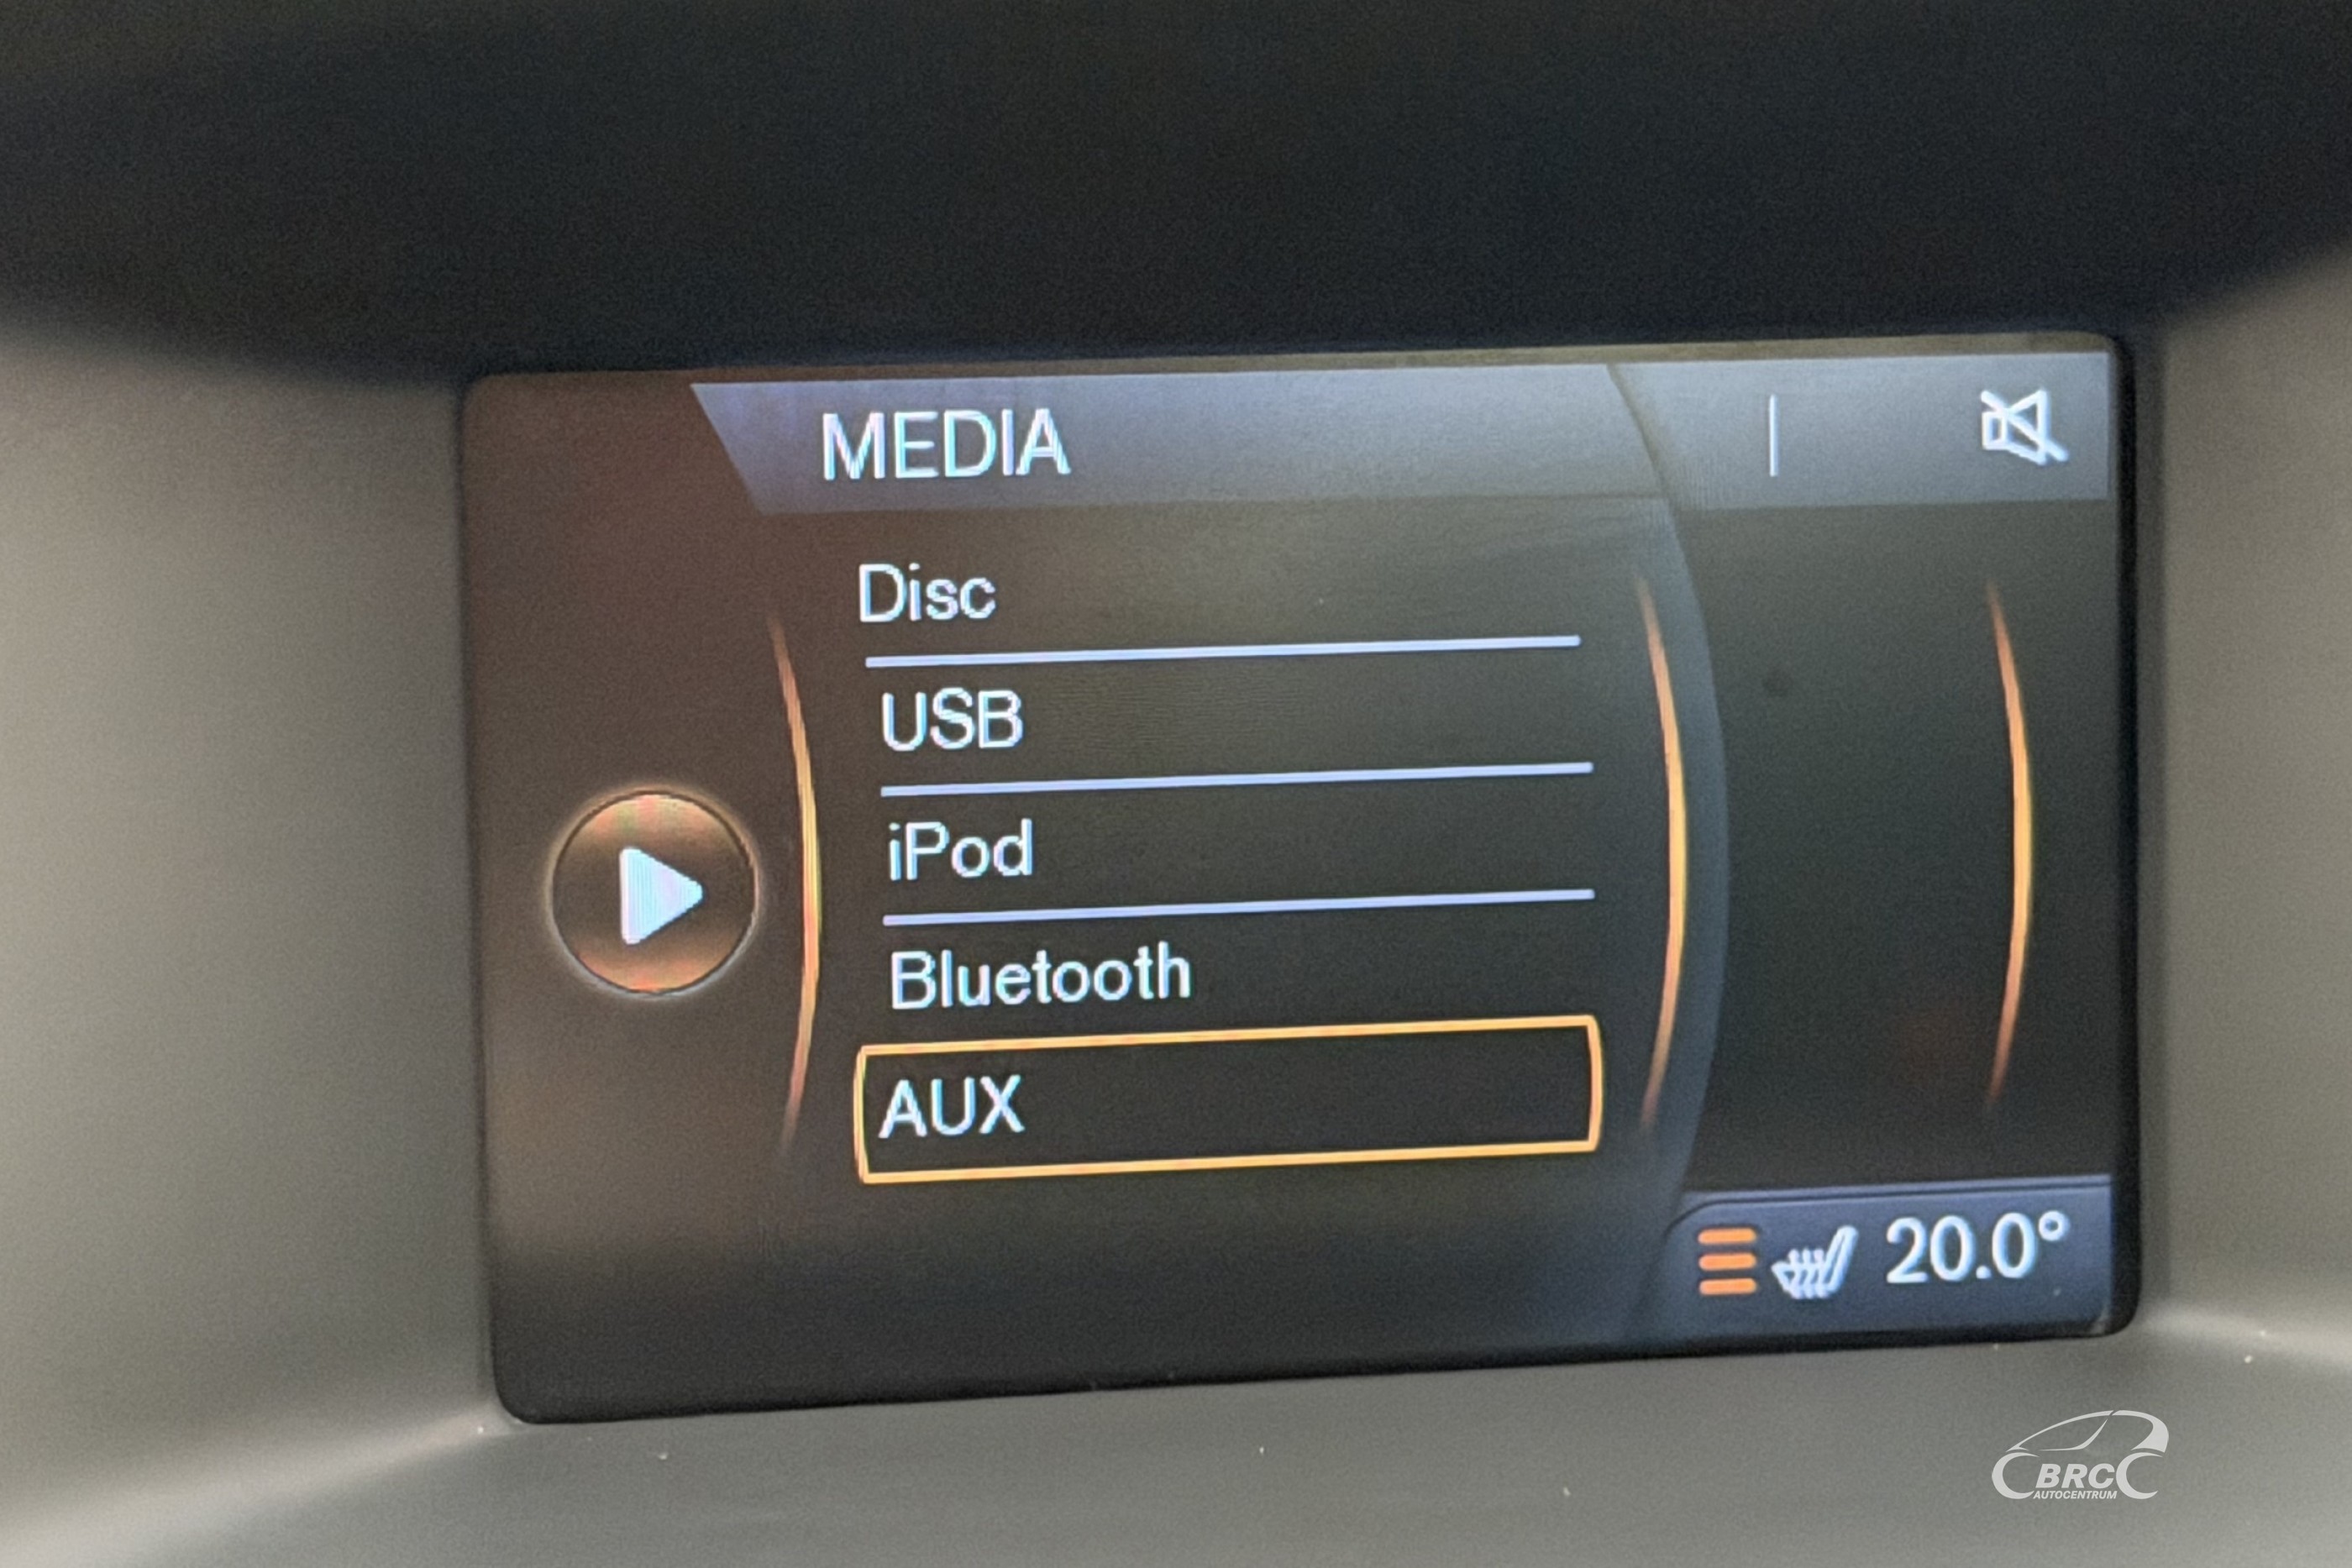 MEDIA
Disc
USB
iPod
Bluetooth
AUX
20.0°
BRC
AUTOCENTRUM